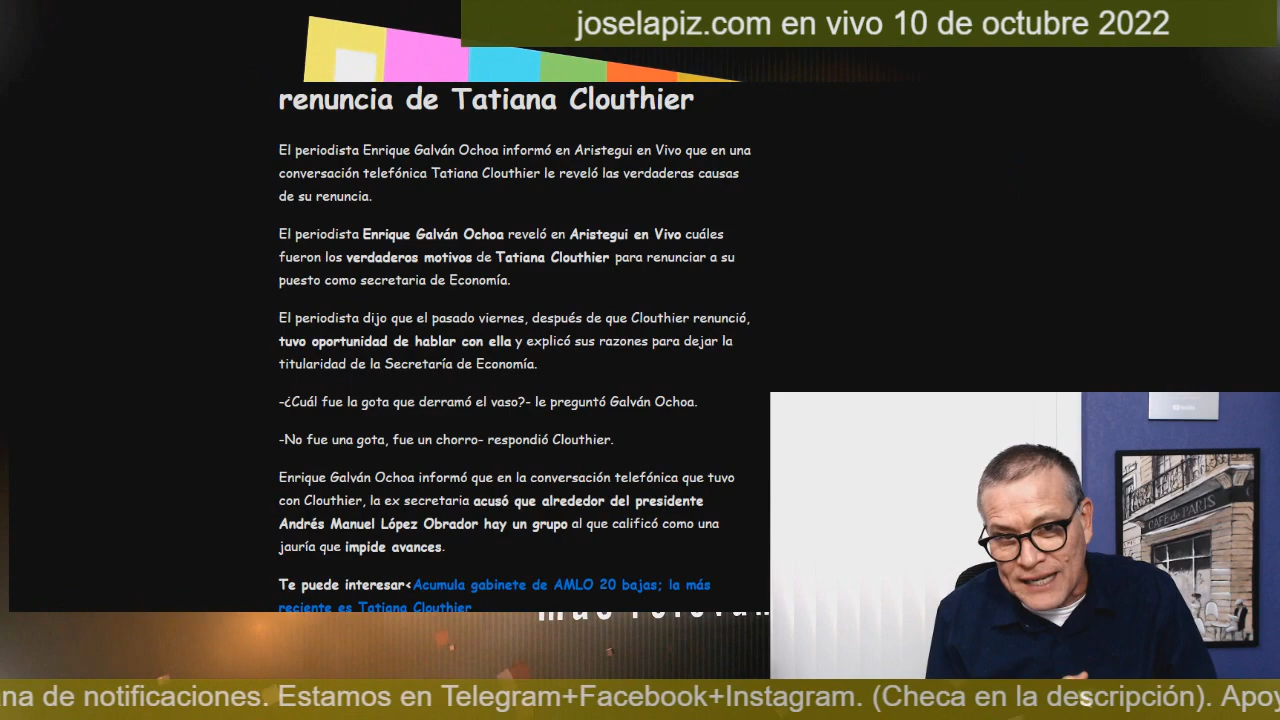 joselapiz.com en vivo 10 de octubre 2022
renuncia de Tatiana Clouthier
El periodista Enrique Galván Ochoa informó en Aristegui en Vivo que en una
conversación telefónica Tatiana Clouthier le reveló las verdaderas causas
de su renuncia.
El periodista Enrique Galván Ochoa reveló en Aristegui en Vivo cuáles
fueron los verdaderos motivos de Tatiana Clouthier para renunciar a su
puesto como secretaria de Economía.
El periodista dijo que el pasado viernes, después de que Clouthier renunció,
tuvo oportunidad de hablar con ella y explicó sus razones para dejar la
titularidad de la Secretaría de Economía.
-¿Cuál fue la gota que derramó el vaso?- le preguntó Galván Ochoa.
-No fue una gota, fue un chorro- respondió Clouthier.
Enrique Galván Ochoa informó que en la conversación telefónica que tuvo
con Clouthier, la ex secretaria acusó que alrededor del presidente
Andrés Manuel López Obrador hay un grupo al que calificó como una
jauría que impide avances.
Te puede interesar<Acumula gabinete de AMLO 20 bajas; la más
reciente es Tatiana Clouthier
CAFE de PARIS
na de notificaciones. Estamos en Telegram+Facebook+Instagram. (Checa en la descripción). Apoy